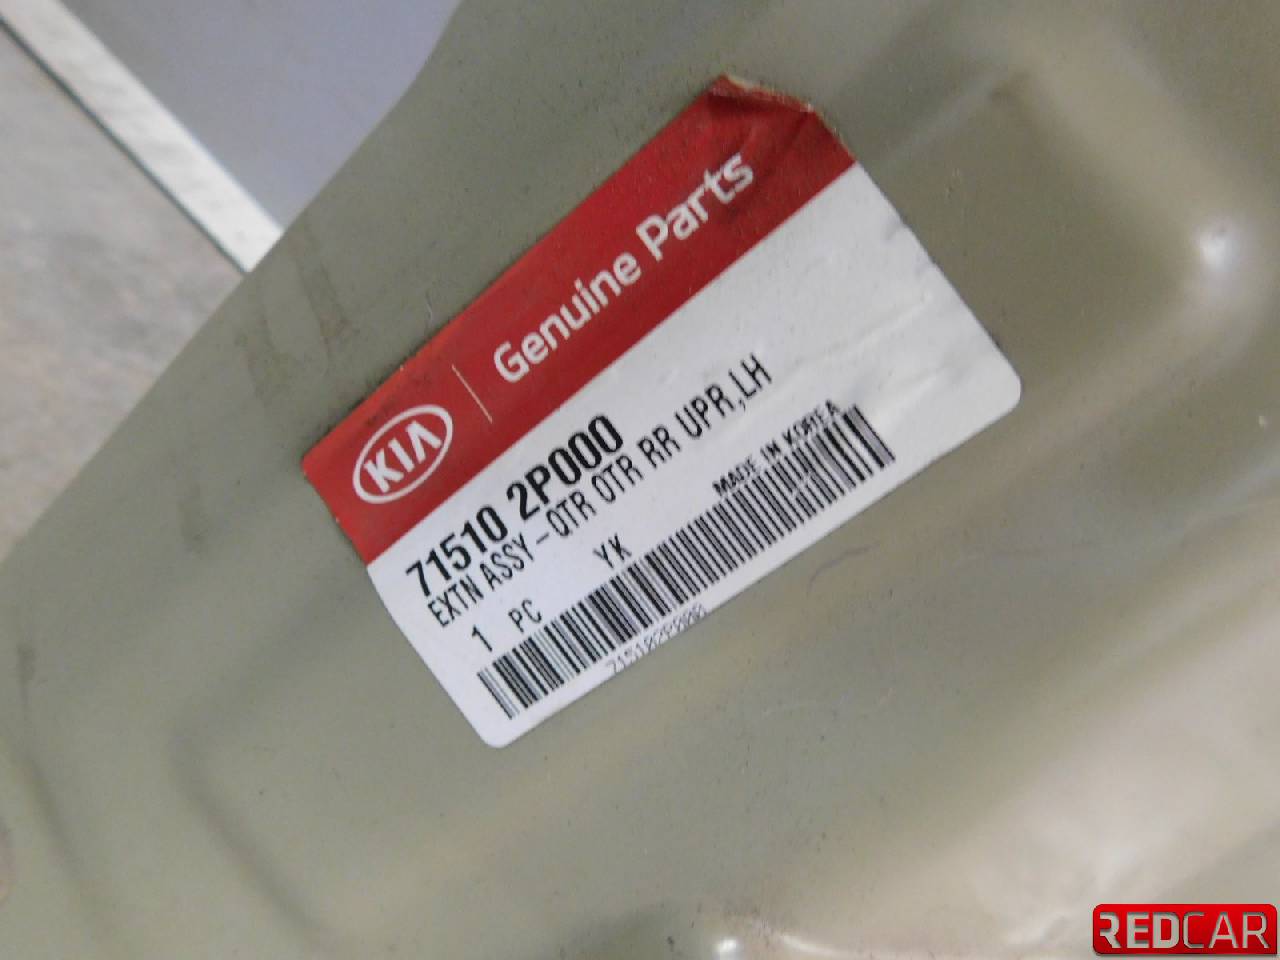 KIA Genuine Parts
71510 2P000
EXTN ASSY-QTR OTR RR UPR,LH
1 PC YK MADE IN KOREA
715102P000
REDCAR